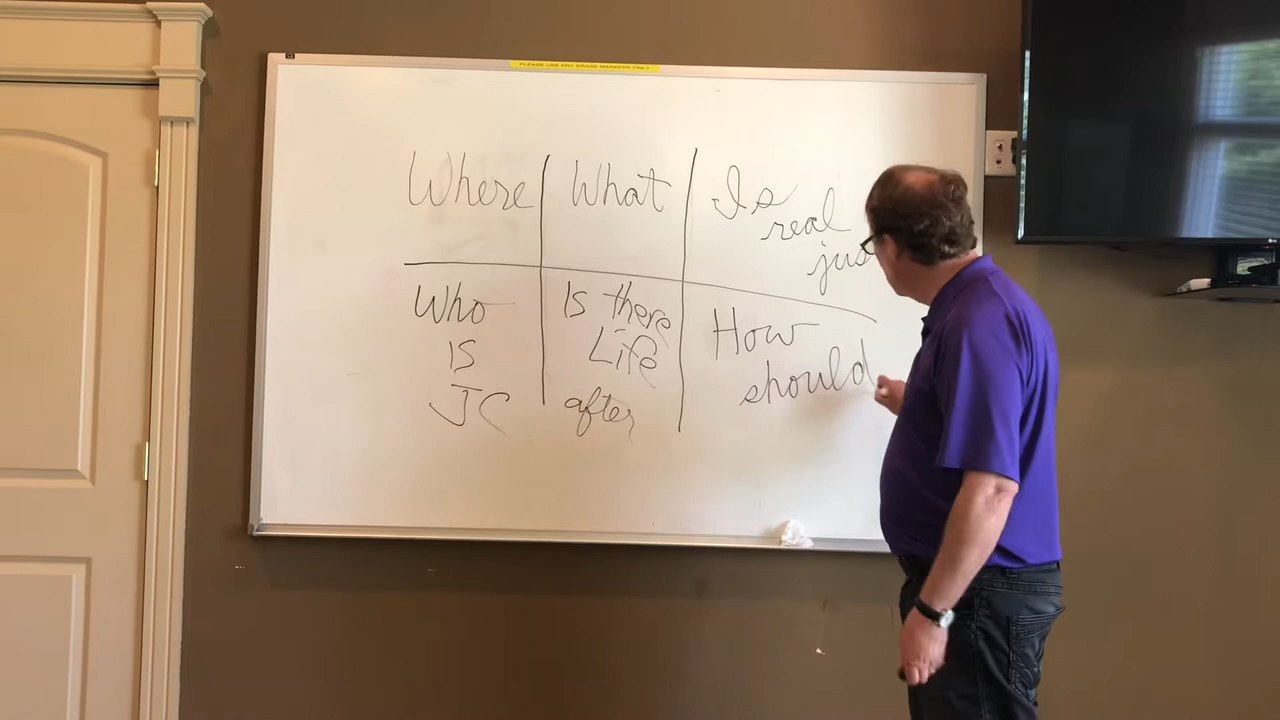 PLEASE USE DRY ERASE MARKERS ONLY
Where
What
Is
real
Who
is
JC
Is there
Life
after
How
should